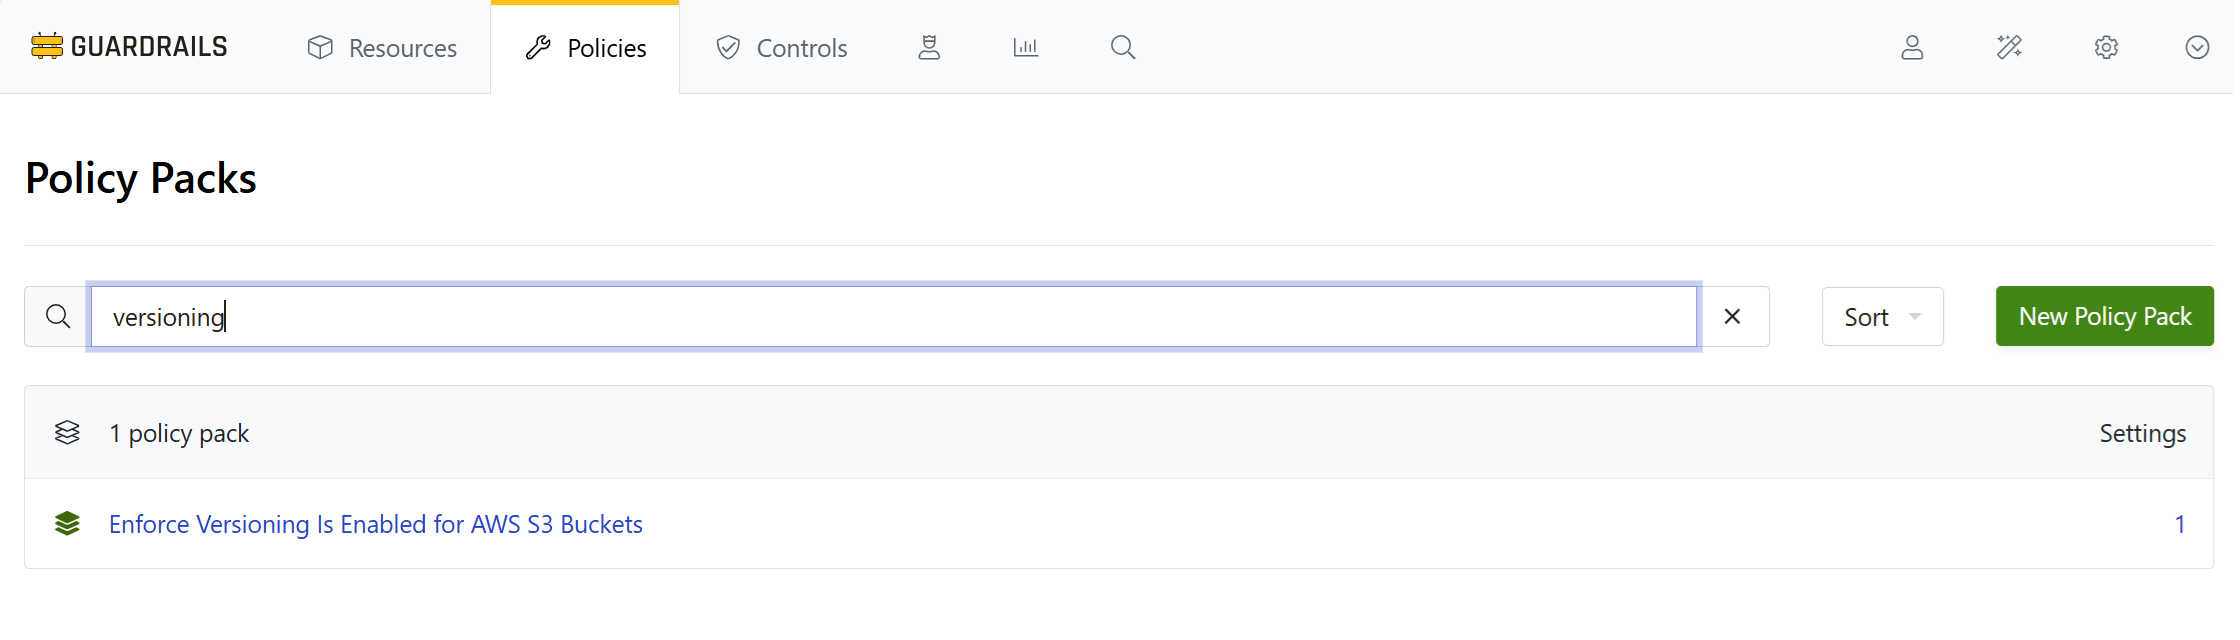 GUARDRAILS Resources Policies Controls
Policy Packs
versioning Sort New Policy Pack
1 policy pack Settings
Enforce Versioning Is Enabled for AWS S3 Buckets 1